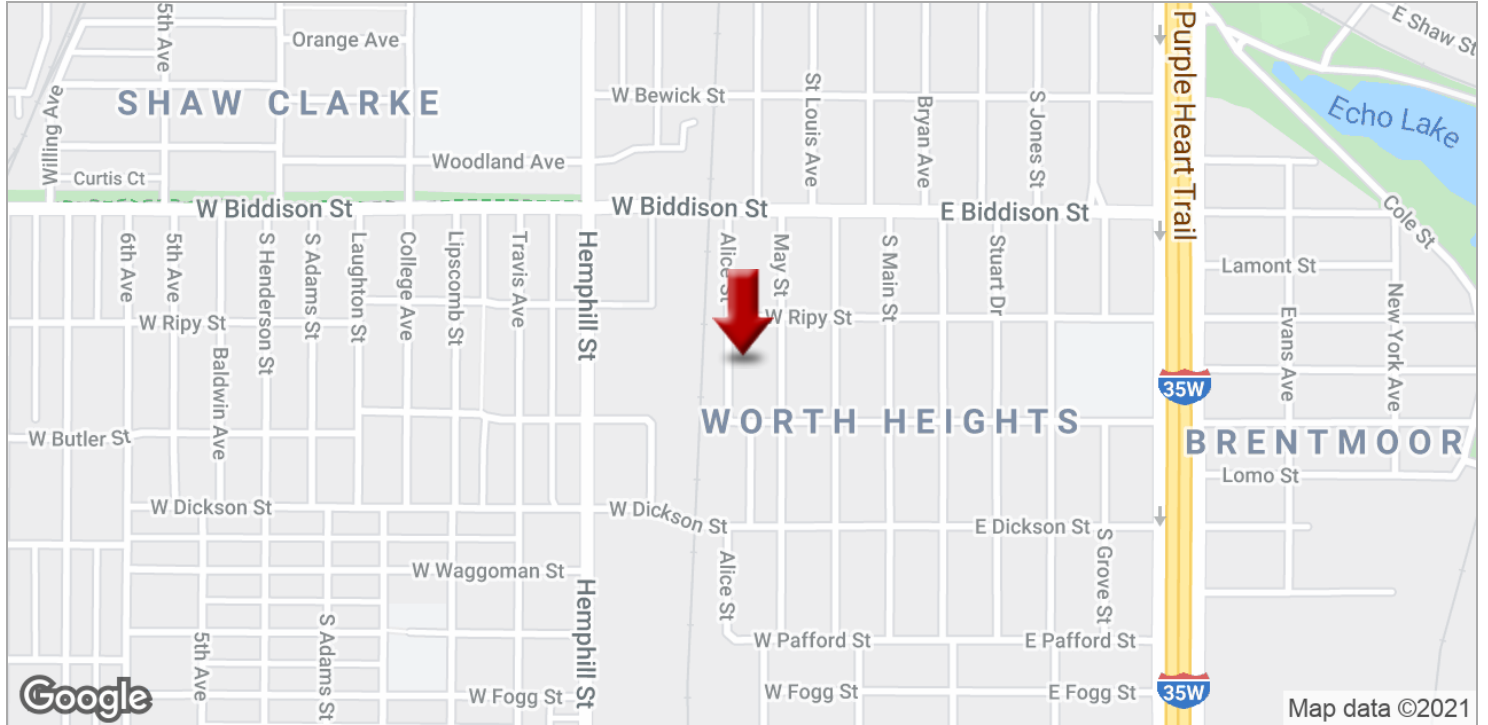 5th Ave
Orange Ave
Purple Heart Trail
E Shaw St
SHAW CLARKE
W Bewick St
St Louis Ave
Bryan Ave
S Jones St
Echo Lake
Willing Ave
Woodland Ave
Curtis Ct
W Biddison St
W Biddison St
E Biddison St
Cole St
6th Ave
5th Ave
S Henderson St
S Adams St
Laughton St
College Ave
Lipscomb St
Travis Ave
Hemphill St
Alice St
May St
S Main St
Stuart Dr
Lamont St
New York Ave
Evans Ave
W Ripy St
W Ripy St
Baldwin Ave
35W
WORTH HEIGHTS
BRENTMOOR
W Butler St
Lomo St
W Dickson St
W Dickson St
E Dickson St
S Grove St
W Waggoman St
Alice St
Hemphill St
S Adams St
5th Ave
W Pafford St
E Pafford St
W Fogg St
W Fogg St
E Fogg St
35W
Google
Map data ©2021